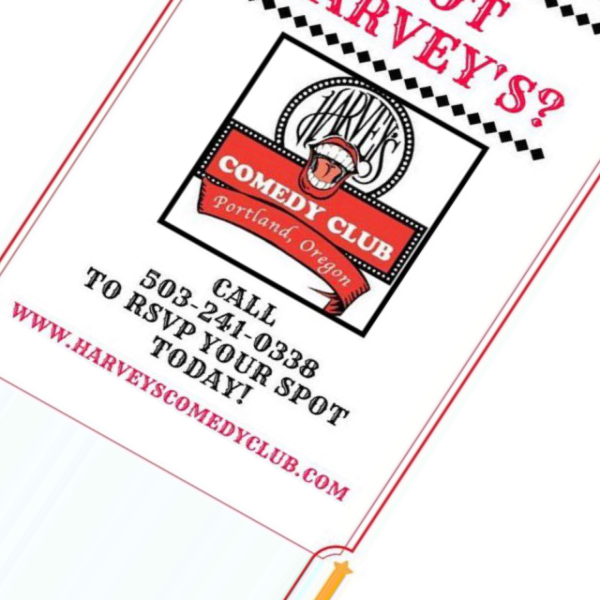 HARVEY'S?
HARVEY'S
COMEDY CLUB
Portland, Oregon
CALL
503-241-0338
TO RSVP YOUR SPOT
TODAY!
WWW.HARVEYSCOMEDYCLUB.COM